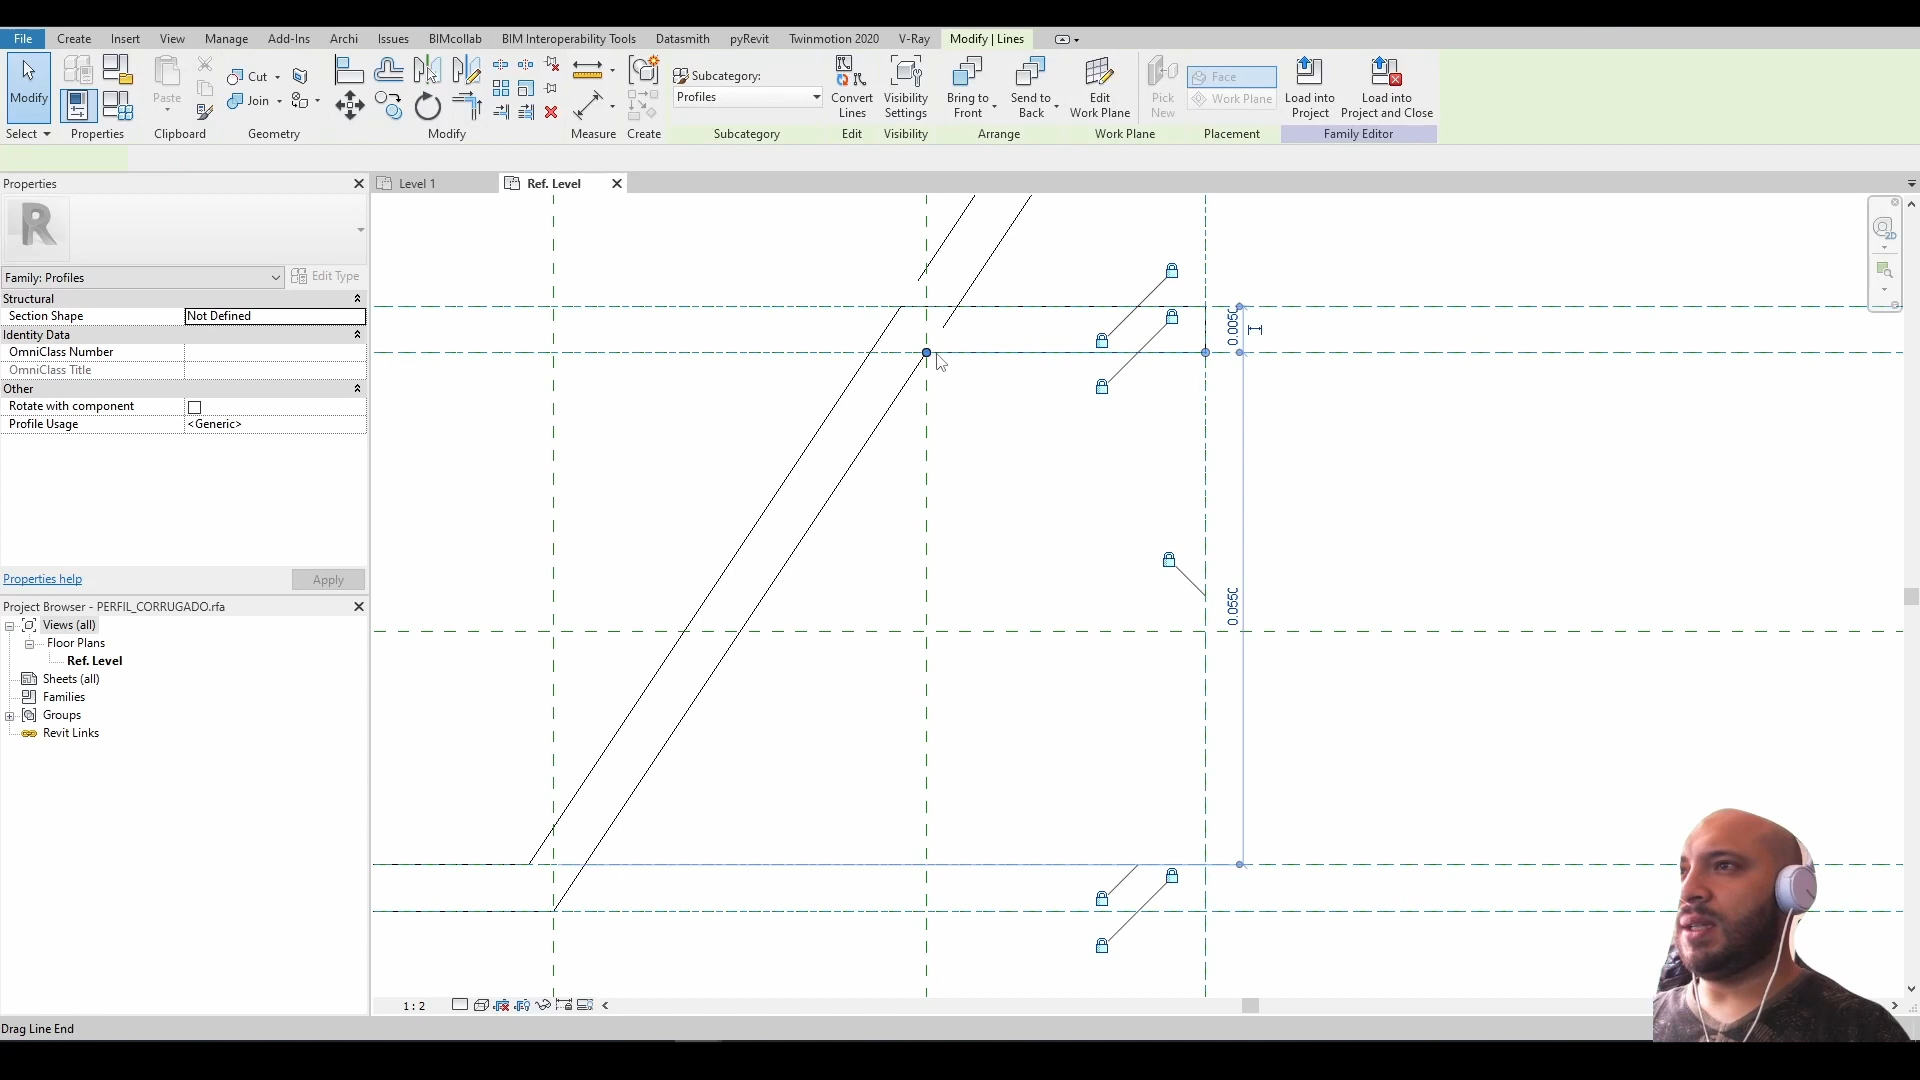 File Create Insert View Manage Add-Ins Archi Issues BIMcollab BIM Interoperability Tools Datasmith pyRevit Twinmotion 2020 V-Ray Modify | Lines
Modify
Paste
Cut
Join
Subcategory:
Profiles
Convert Lines
Visibility Settings
Bring to Front
Send to Back
Edit Work Plane
Pick New
Face
Work Plane
Load into Project
Load into Project and Close
Select Properties Clipboard Geometry Modify Measure Create Subcategory Edit Visibility Arrange Work Plane Placement Family Editor
Properties
Level 1
Ref. Level
R
Family: Profiles
Edit Type
Structural
Section Shape Not Defined
Identity Data
OmniClass Number
OmniClass Title
Other
Rotate with component
Profile Usage <Generic>
Properties help
Apply
Project Browser - PERFIL_CORRUGADO.rfa
Views (all)
Floor Plans
Ref. Level
Sheets (all)
Families
Groups
Revit Links
2D
0.0050
0.0550
1 : 2
Drag Line End